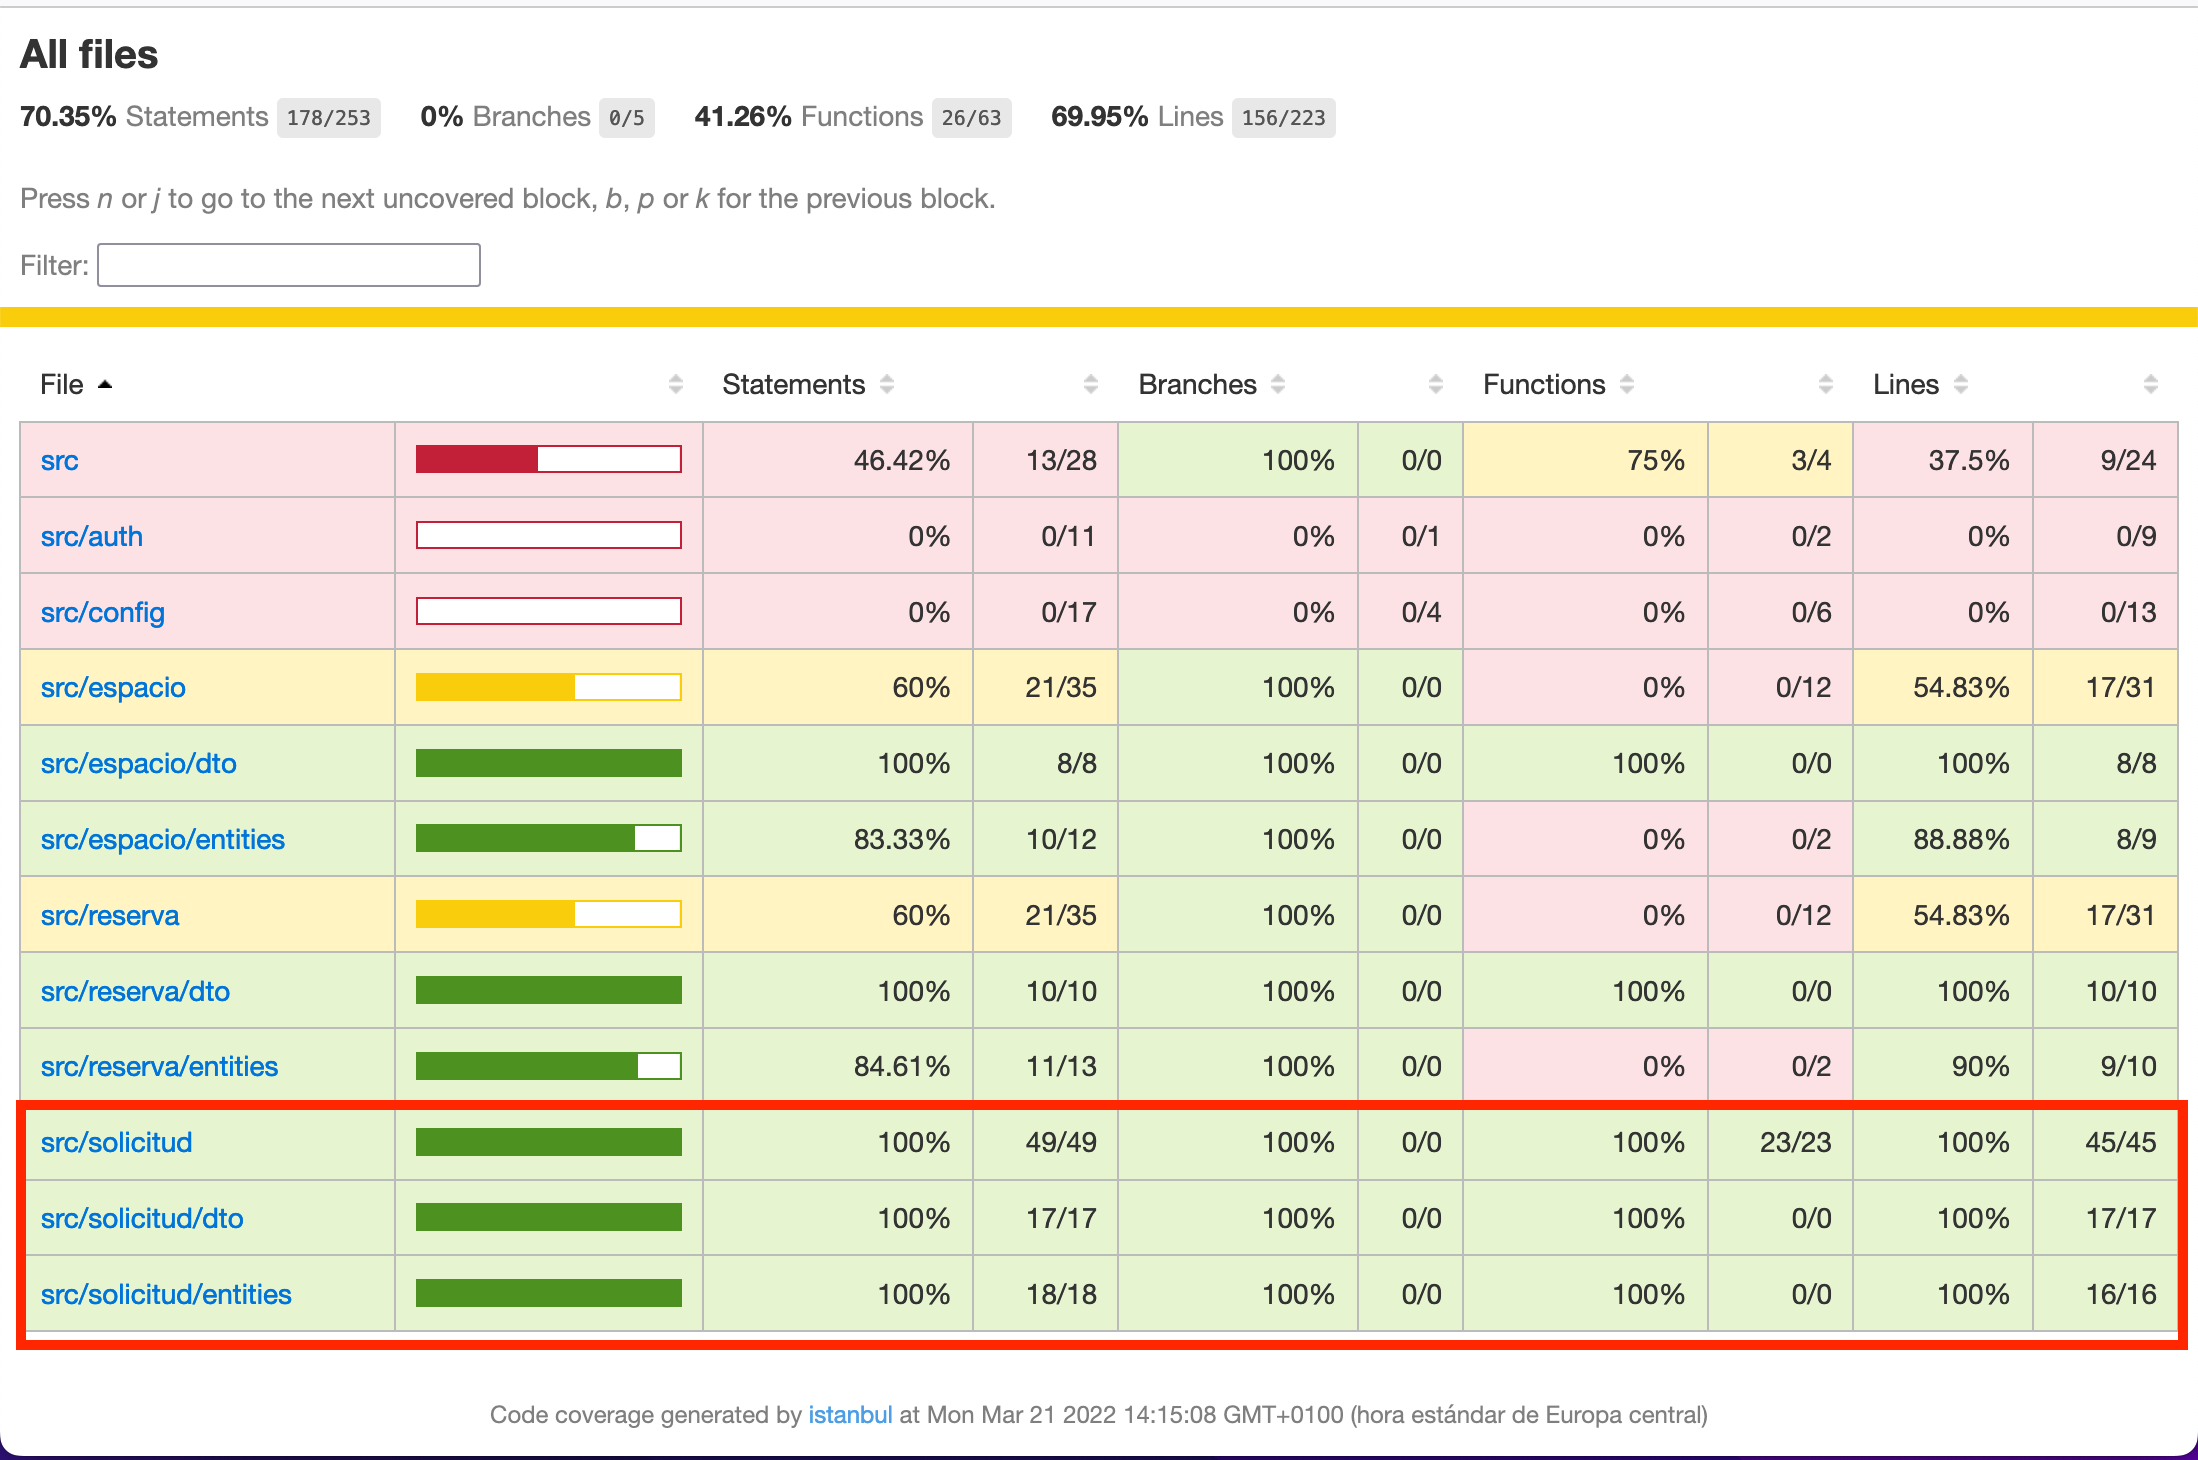 All files
70.35% Statements 178/253 0% Branches 0/5 41.26% Functions 26/63 69.95% Lines 156/223
Press n or j to go to the next uncovered block, b, p or k for the previous block.
Filter:
File Statements Branches Functions Lines
src 46.42% 13/28 100% 0/0 75% 3/4 37.5% 9/24
src/auth 0% 0/11 0% 0/1 0% 0/2 0% 0/9
src/config 0% 0/17 0% 0/4 0% 0/6 0% 0/13
src/espacio 60% 21/35 100% 0/0 0% 0/12 54.83% 17/31
src/espacio/dto 100% 8/8 100% 0/0 100% 0/0 100% 8/8
src/espacio/entities 83.33% 10/12 100% 0/0 0% 0/2 88.88% 8/9
src/reserva 60% 21/35 100% 0/0 0% 0/12 54.83% 17/31
src/reserva/dto 100% 10/10 100% 0/0 100% 0/0 100% 10/10
src/reserva/entities 84.61% 11/13 100% 0/0 0% 0/2 90% 9/10
src/solicitud 100% 49/49 100% 0/0 100% 23/23 100% 45/45
src/solicitud/dto 100% 17/17 100% 0/0 100% 0/0 100% 17/17
src/solicitud/entities 100% 18/18 100% 0/0 100% 0/0 100% 16/16
Code coverage generated by istanbul at Mon Mar 21 2022 14:15:08 GMT+0100 (hora estándar de Europa central)